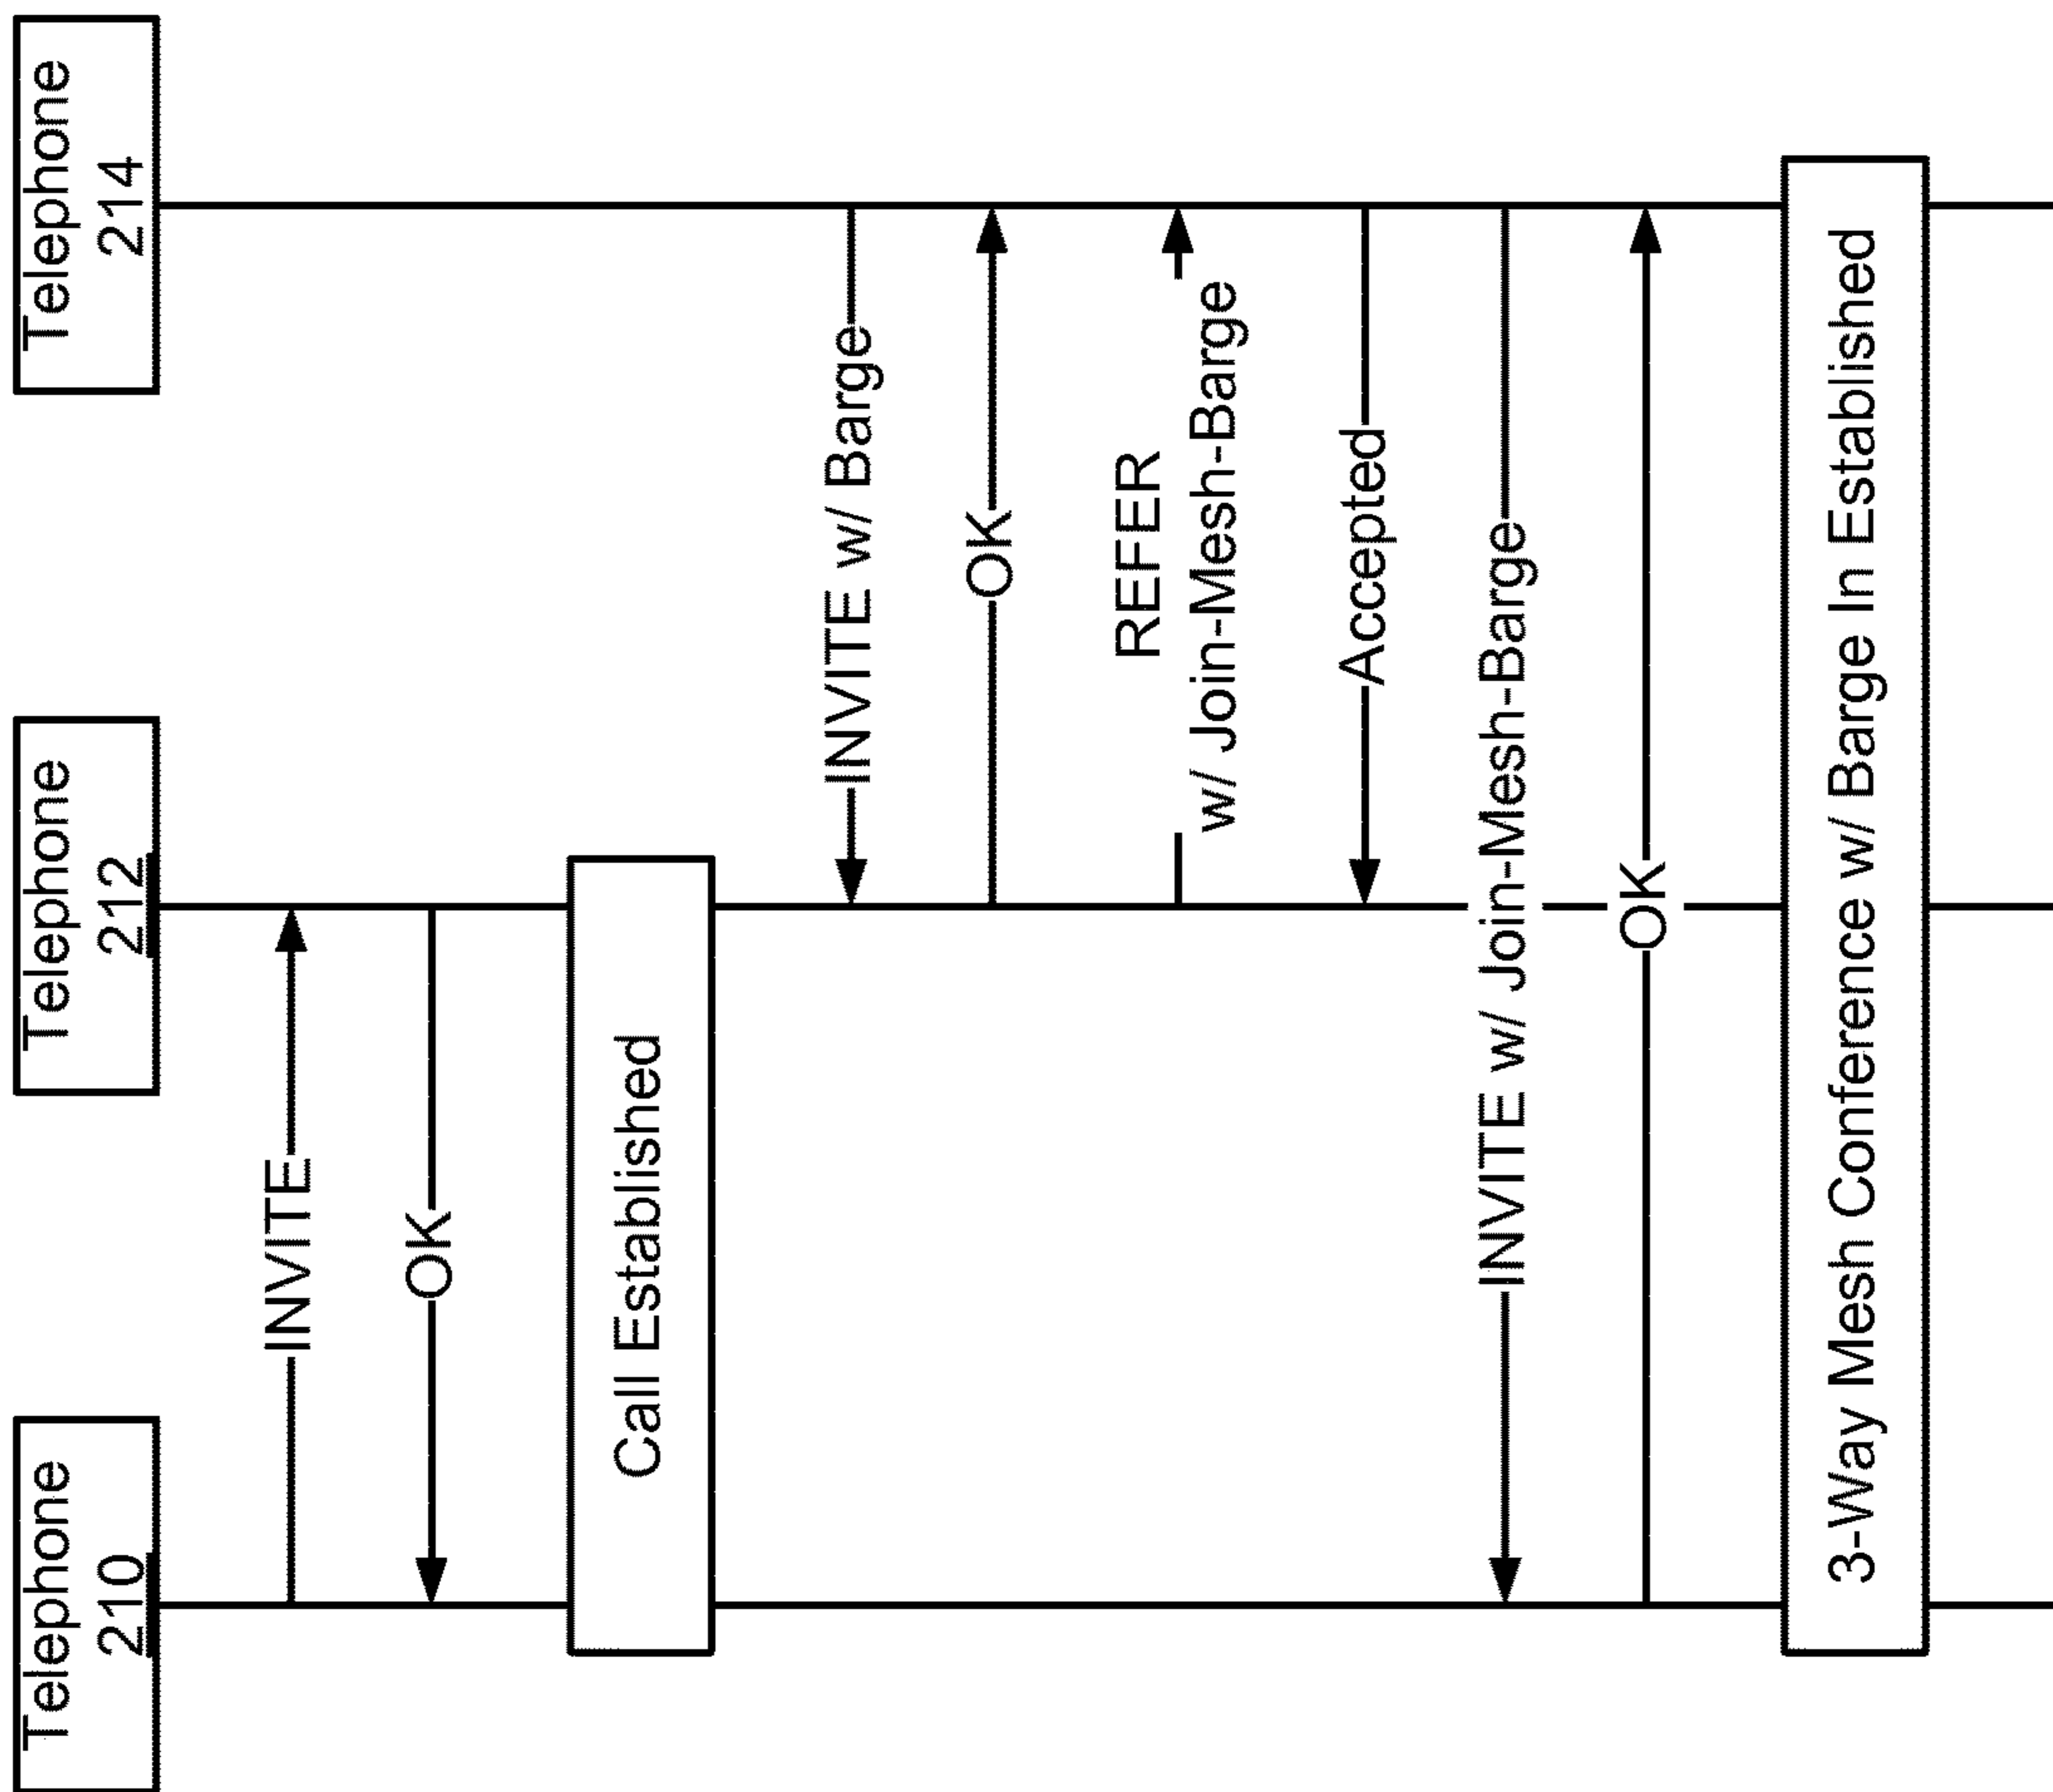 Telephone
210
Telephone
212
Telephone
214
INVITE
OK
Call Established
INVITE w/ Barge
OK
REFER
w/ Join-Mesh-Barge
Accepted
INVITE w/ Join-Mesh-Barge
OK
3-Way Mesh Conference w/ Barge In Established